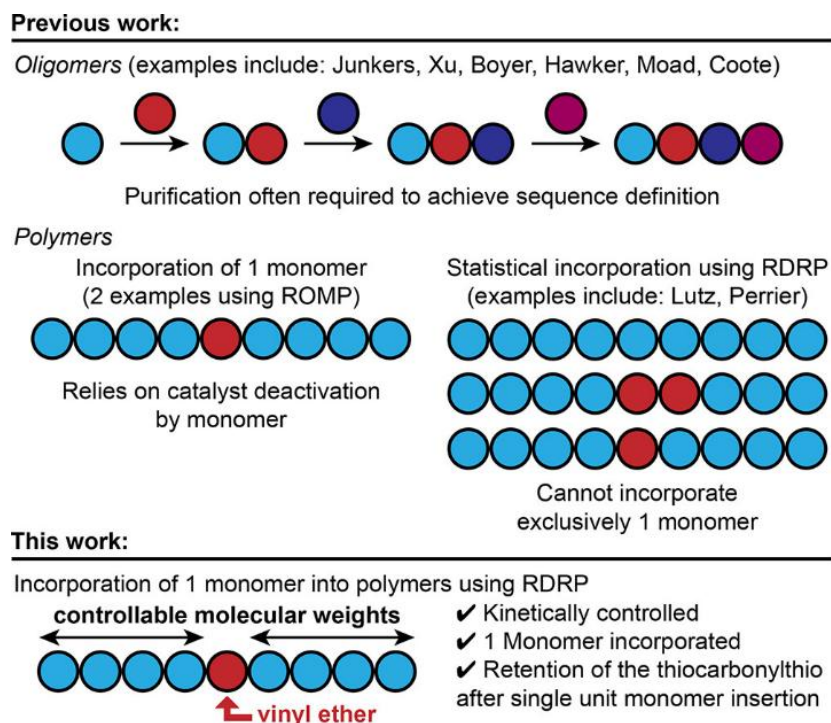 Previous work:
Oligomers (examples include: Junkers, Xu, Boyer, Hawker, Moad, Coote)
Purification often required to achieve sequence definition
Polymers
Incorporation of 1 monomer
(2 examples using ROMP)
Relies on catalyst deactivation
by monomer
Statistical incorporation using RDRP
(examples include: Lutz, Perrier)
Cannot incorporate
exclusively 1 monomer
This work:
Incorporation of 1 monomer into polymers using RDRP
controllable molecular weights
vinyl ether
✔ Kinetically controlled
✔ 1 Monomer incorporated
✔ Retention of the thiocarbonylthio
after single unit monomer insertion